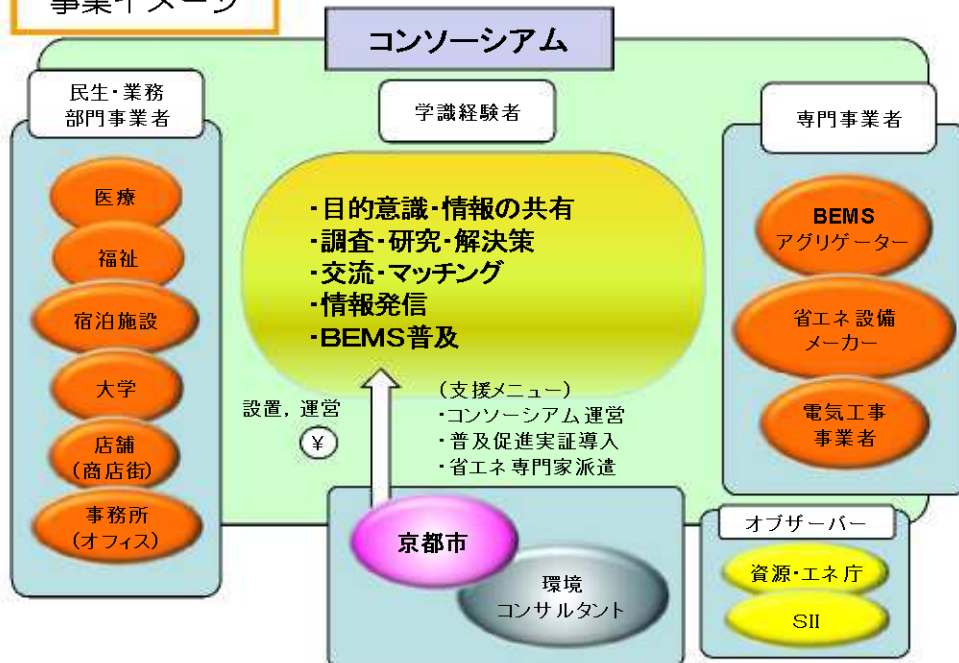 事業イメージ
コンソーシアム
民生・業務
部門事業者
医療
福祉
宿泊施設
大学
店舗
(商店街)
事務所
(オフィス)
学識経験者
・目的意識・情報の共有
・調査・研究・解決策
・交流・マッチング
・情報発信
・BEMS普及
設置，運営
¥
(支援メニュー)
・コンソーシアム運営
・普及促進実証導入
・省エネ専門家派遣
京都市
環境
コンサルタント
専門事業者
BEMS
アグリゲーター
省エネ設備
メーカー
電気工事
事業者
オブザーバー
資源・エネ庁
SII